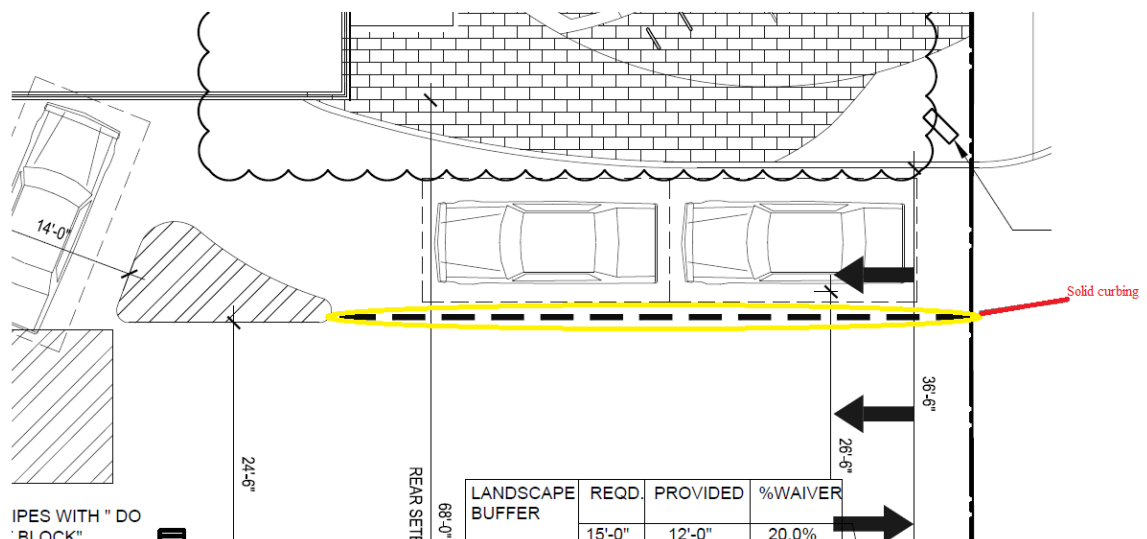 14'-0"
Solid curbing
36'-6"
26'-6"
24'-6"
REAR
68'-0"
LANDSCAPE BUFFER REQD. PROVIDED %WAIVER
15'-0" 12'-0" 20.0%
IPES WITH " DO
BLOCK"